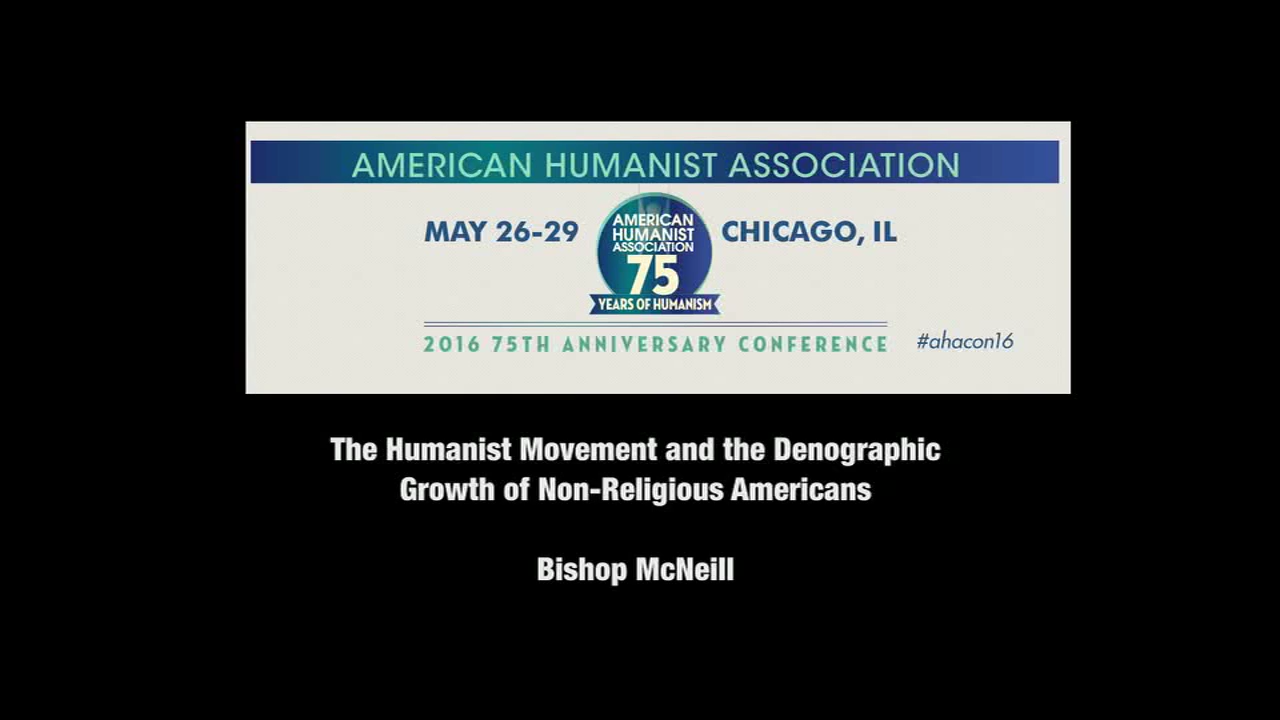 AMERICAN HUMANIST ASSOCIATION
MAY 26-29
AMERICAN
HUMANIST
ASSOCIATION
75
YEARS OF HUMANISM
CHICAGO, IL
2016 75TH ANNIVERSARY CONFERENCE
#ahacon16
The Humanist Movement and the Denographic
Growth of Non-Religious Americans
Bishop McNeill